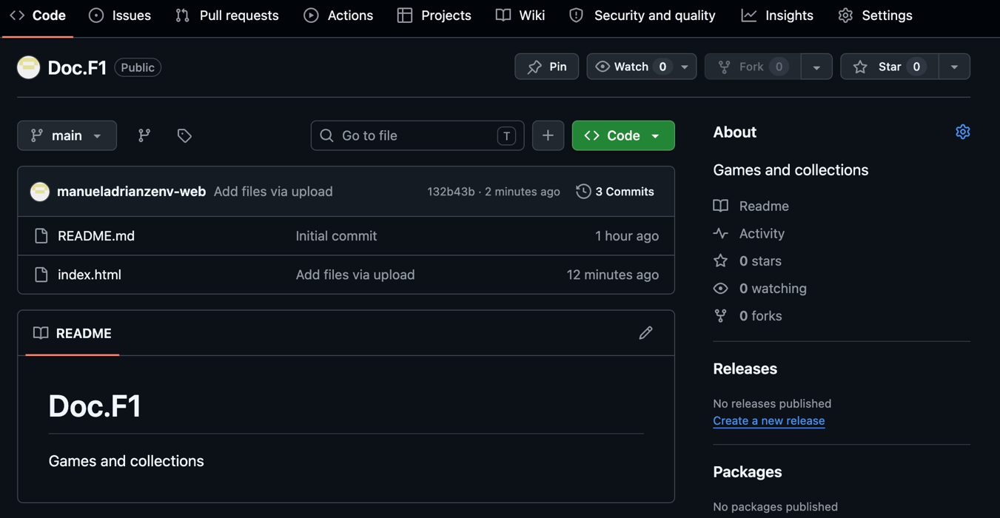 Code Issues Pull requests Actions Projects Wiki Security and quality Insights Settings
Doc.F1 Public Pin Watch 0 Fork 0 Star 0
main Go to file T Code
manueladrianzenv-web Add files via upload 132b43b · 2 minutes ago 3 Commits
README.md Initial commit 1 hour ago
index.html Add files via upload 12 minutes ago
README
Doc.F1
Games and collections
About
Games and collections
Readme
Activity
0 stars
0 watching
0 forks
Releases
No releases published
Create a new release
Packages
No packages published